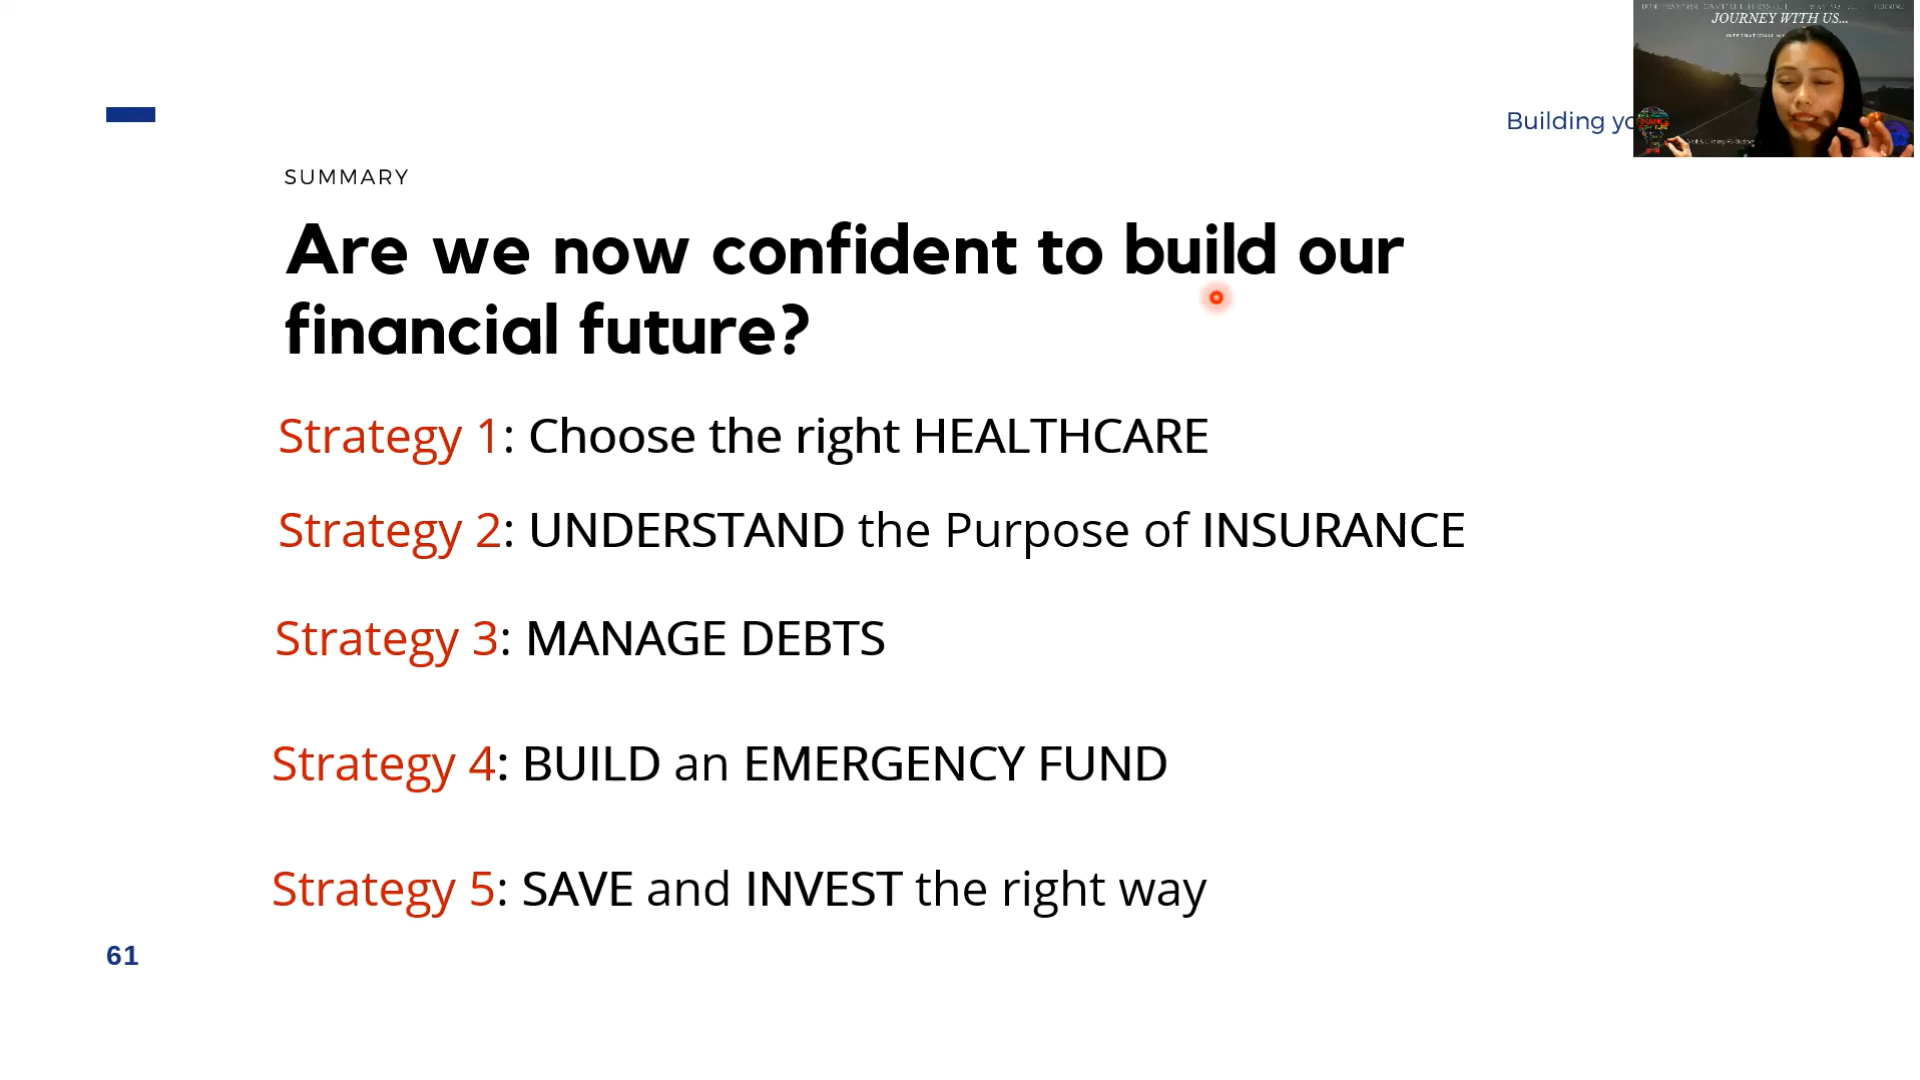 JOURNEY WITH US...
Building yo
SUMMARY
Are we now confident to build our
financial future?
Strategy 1: Choose the right HEALTHCARE
Strategy 2: UNDERSTAND the Purpose of INSURANCE
Strategy 3: MANAGE DEBTS
Strategy 4: BUILD an EMERGENCY FUND
Strategy 5: SAVE and INVEST the right way
61